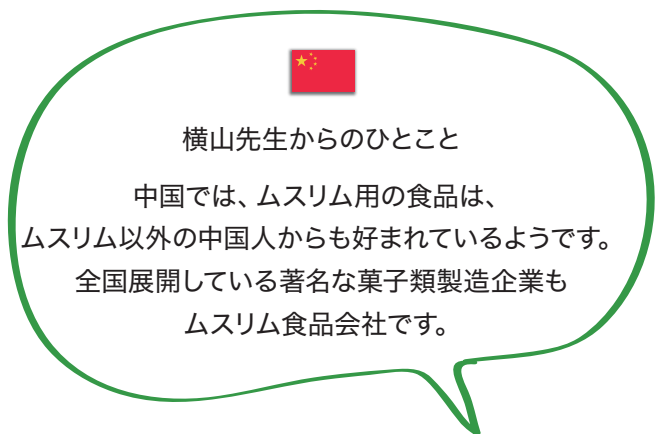 横山先生からのひとこと
中国では、ムスリム用の食品は、
ムスリム以外の中国人からも好まれているようです。
全国展開している著名な菓子類製造企業も
ムスリム食品会社です。